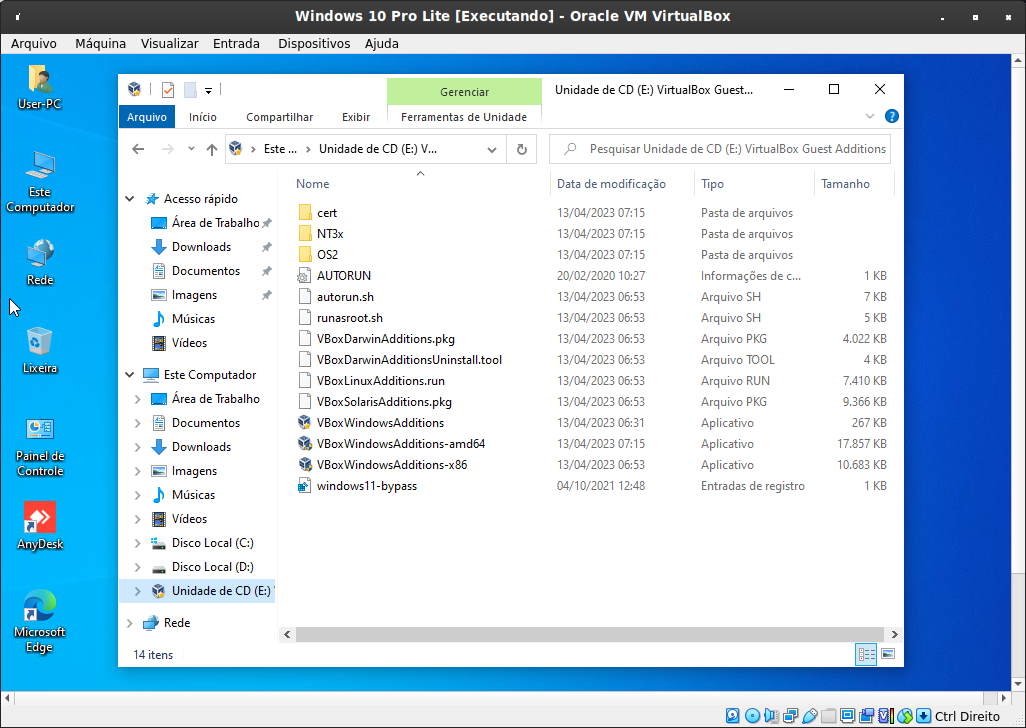 Windows 10 Pro Lite [Executando] - Oracle VM VirtualBox
Arquivo Máquina Visualizar Entrada Dispositivos Ajuda
User-PC
Este
Computador
Rede
Lixeira
Painel de
Controle
AnyDesk
Microsoft
Edge
Gerenciar
Unidade de CD (E:) VirtualBox Guest...
Arquivo Início Compartilhar Exibir Ferramentas de Unidade
Este ... Unidade de CD (E:) V...
Pesquisar Unidade de CD (E:) VirtualBox Guest Additions
Acesso rápido
Área de Trabalho
Downloads
Documentos
Imagens
Músicas
Vídeos
Este Computador
Área de Trabalho
Documentos
Downloads
Imagens
Músicas
Vídeos
Disco Local (C:)
Disco Local (D:)
Unidade de CD (E:)
Rede
Nome Data de modificação Tipo Tamanho
cert 13/04/2023 07:15 Pasta de arquivos
NT3x 13/04/2023 07:15 Pasta de arquivos
OS2 13/04/2023 07:15 Pasta de arquivos
AUTORUN 20/02/2020 10:27 Informações de c... 1 KB
autorun.sh 13/04/2023 06:53 Arquivo SH 7 KB
runasroot.sh 13/04/2023 06:53 Arquivo SH 5 KB
VBoxDarwinAdditions.pkg 13/04/2023 06:53 Arquivo PKG 4.022 KB
VBoxDarwinAdditionsUninstall.tool 13/04/2023 06:53 Arquivo TOOL 4 KB
VBoxLinuxAdditions.run 13/04/2023 06:53 Arquivo RUN 7.410 KB
VBoxSolarisAdditions.pkg 13/04/2023 06:53 Arquivo PKG 9.366 KB
VBoxWindowsAdditions 13/04/2023 06:31 Aplicativo 267 KB
VBoxWindowsAdditions-amd64 13/04/2023 07:15 Aplicativo 17.857 KB
VBoxWindowsAdditions-x86 13/04/2023 06:53 Aplicativo 10.683 KB
windows11-bypass 04/10/2021 12:48 Entradas de registro 1 KB
14 itens
Ctrl Direito